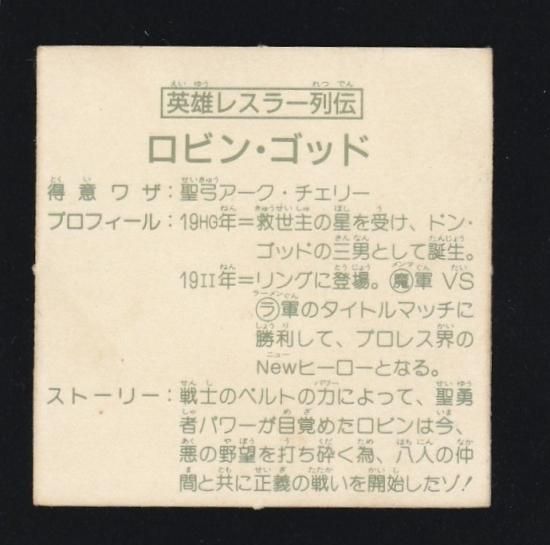 英雄レスラー列伝
ロビン・ゴッド
得意ワザ:聖弓アーク・チェリー
プロフィール:19HG年=救世主の星を受け、ドン・
ゴッドの三男として誕生。
19II年=リングに登場。魔軍 VS
ラ軍のタイトルマッチに
勝利して、プロレス界の
Newヒーローとなる。
ストーリー:戦士のベルトの力によって、聖勇
者パワーが目覚めたロビンは今、
悪の野望を打ち砕く為、八人の仲
間と共に正義の戦いを開始したゾ!